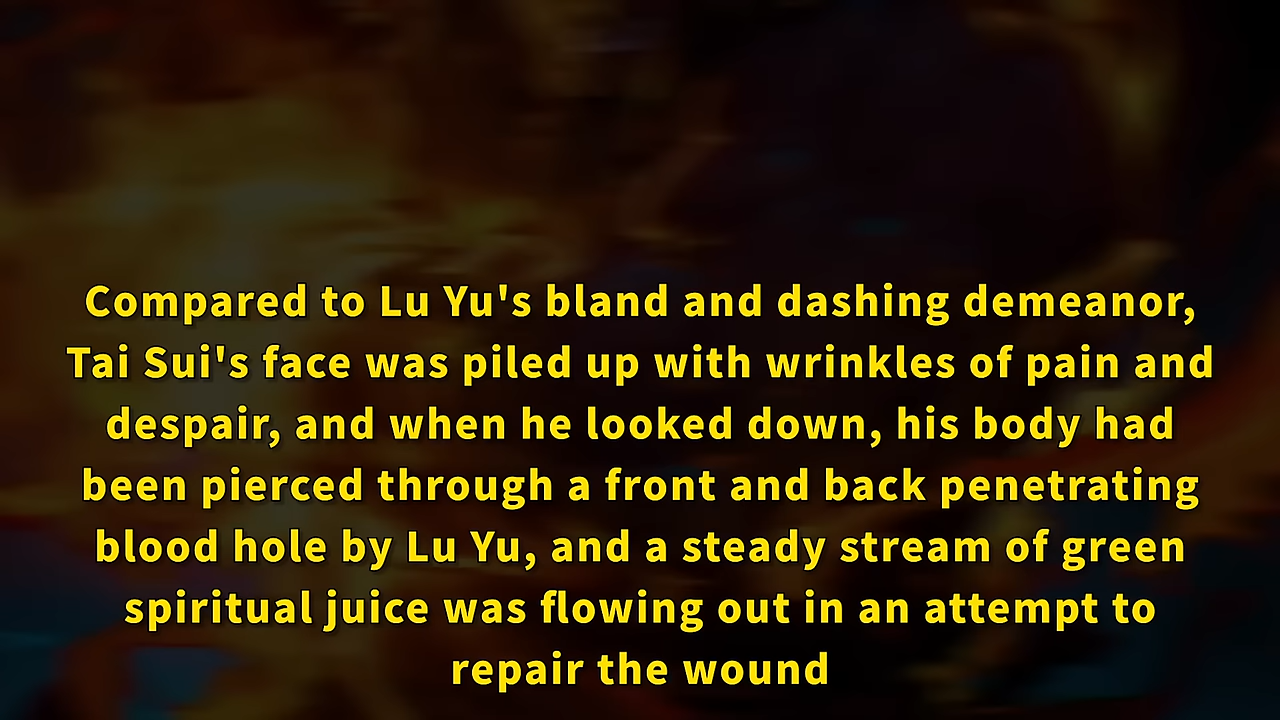 Compared to Lu Yu's bland and dashing demeanor,
Tai Sui's face was piled up with wrinkles of pain and
despair, and when he looked down, his body had
been pierced through a front and back penetrating
blood hole by Lu Yu, and a steady stream of green
spiritual juice was flowing out in an attempt to
repair the wound